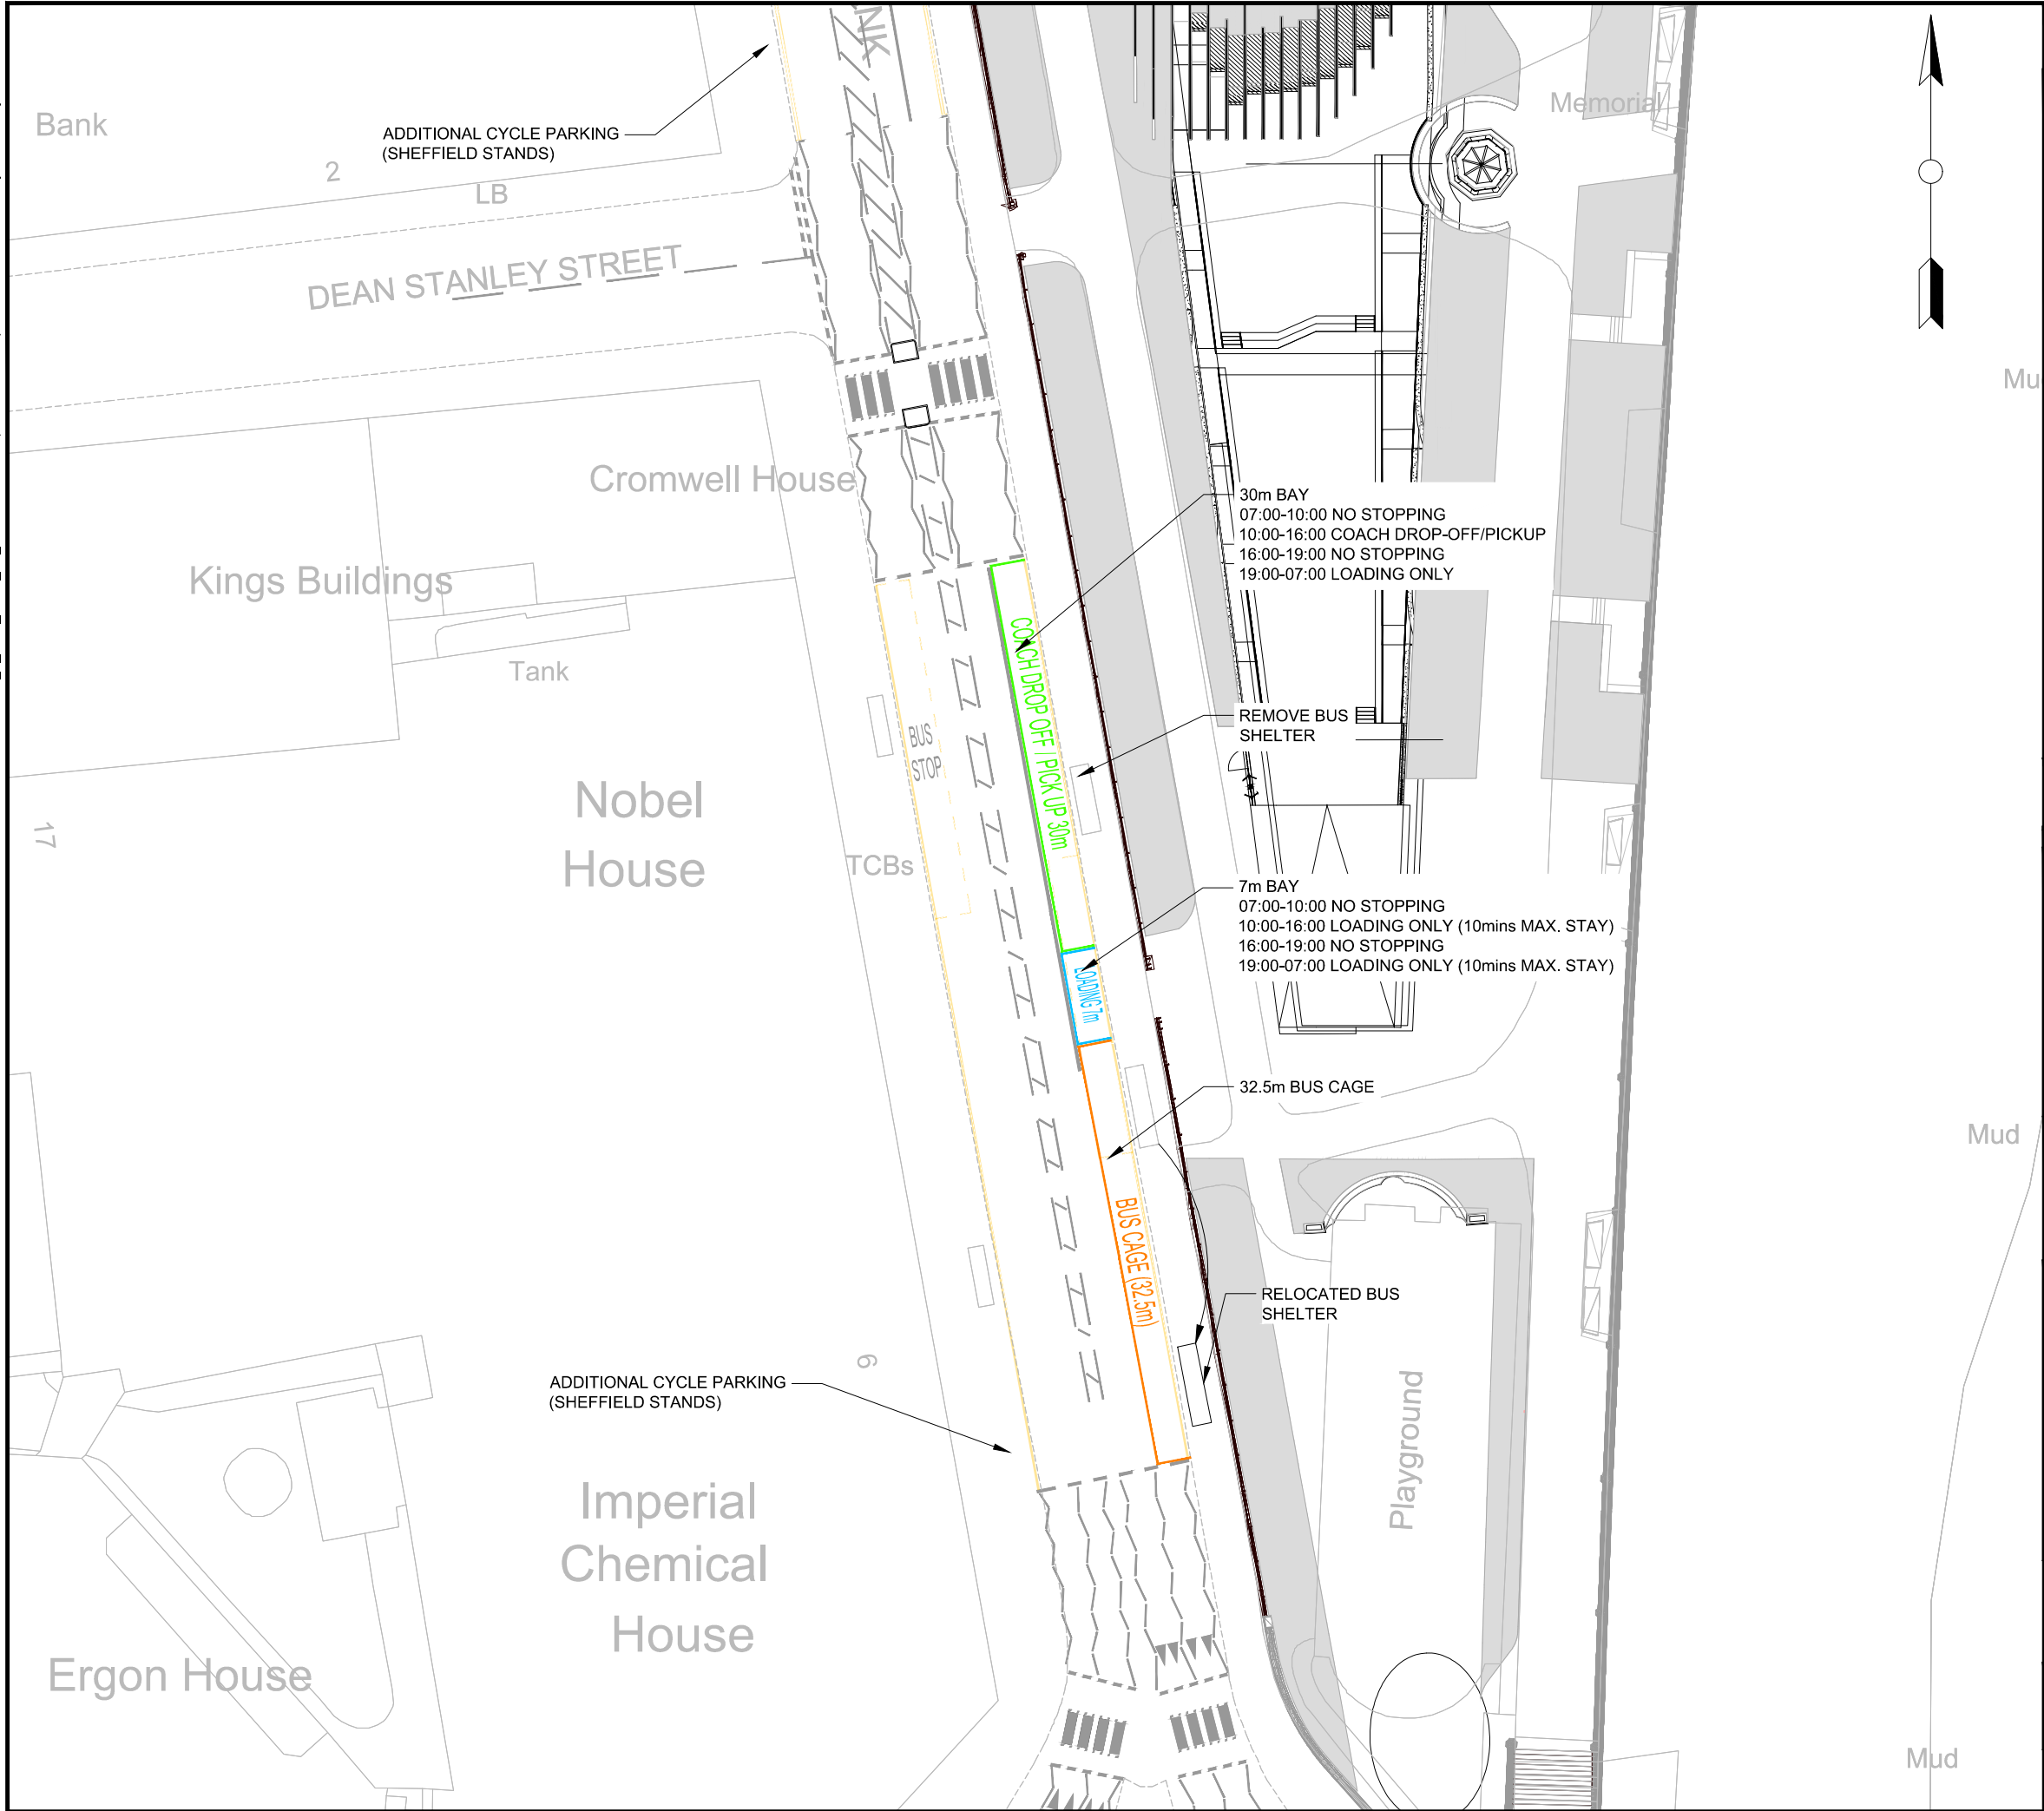 NK
Bank
ADDITIONAL CYCLE PARKING
(SHEFFIELD STANDS)
2
LB
DEAN STANLEY STREET
Memorial
Mu
Cromwell House
Kings Buildings
Tank
30m BAY
07:00-10:00 NO STOPPING
10:00-16:00 COACH DROP-OFF/PICKUP
16:00-19:00 NO STOPPING
19:00-07:00 LOADING ONLY
COACH DROP OFF / PICK UP 30m
REMOVE BUS
SHELTER
BUS
STOP
Nobel
House
17
TCBs
7m BAY
07:00-10:00 NO STOPPING
10:00-16:00 LOADING ONLY (10mins MAX. STAY)
16:00-19:00 NO STOPPING
19:00-07:00 LOADING ONLY (10mins MAX. STAY)
LOADING 7m
32.5m BUS CAGE
Mud
BUS CAGE (32.5m)
RELOCATED BUS
SHELTER
6
ADDITIONAL CYCLE PARKING
(SHEFFIELD STANDS)
Playground
Imperial
Chemical
House
Ergon House
Mud